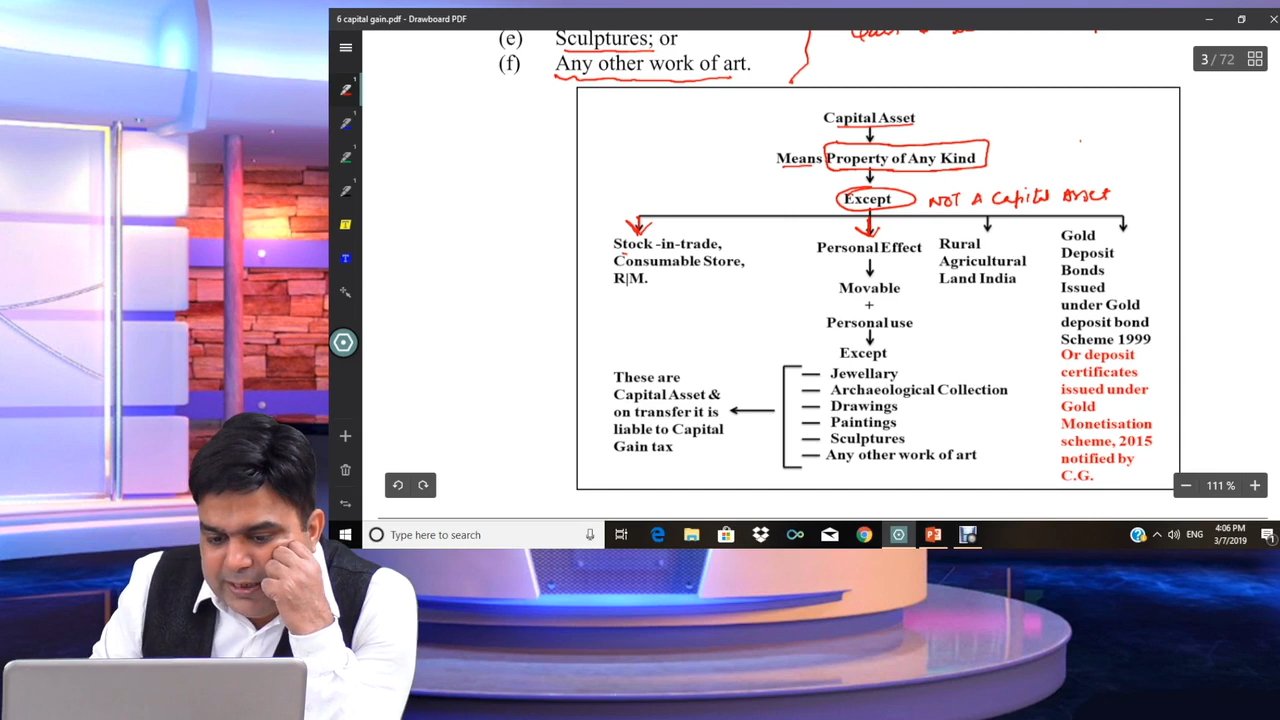 6 capital gain.pdf - Drawboard PDF
(e) Sculptures; or
(f) Any other work of art.
3 / 72
Capital Asset
Means Property of Any Kind
Except NOT A Capital Asset
Stock -in-trade,
Consumable Store,
R|M.
Personal Effect
Movable
+
Personal use
Except
Jewellary
Archaeological Collection
Drawings
Paintings
Sculptures
Any other work of art
These are
Capital Asset &
on transfer it is
liable to Capital
Gain tax
Rural
Agricultural
Land India
Gold
Deposit
Bonds
Issued
under Gold
deposit bond
Scheme 1999
Or deposit
certificates
issued under
Gold
Monetisation
scheme, 2015
notified by
C.G.
111 %
Type here to search
ENG
4:06 PM
3/7/2019